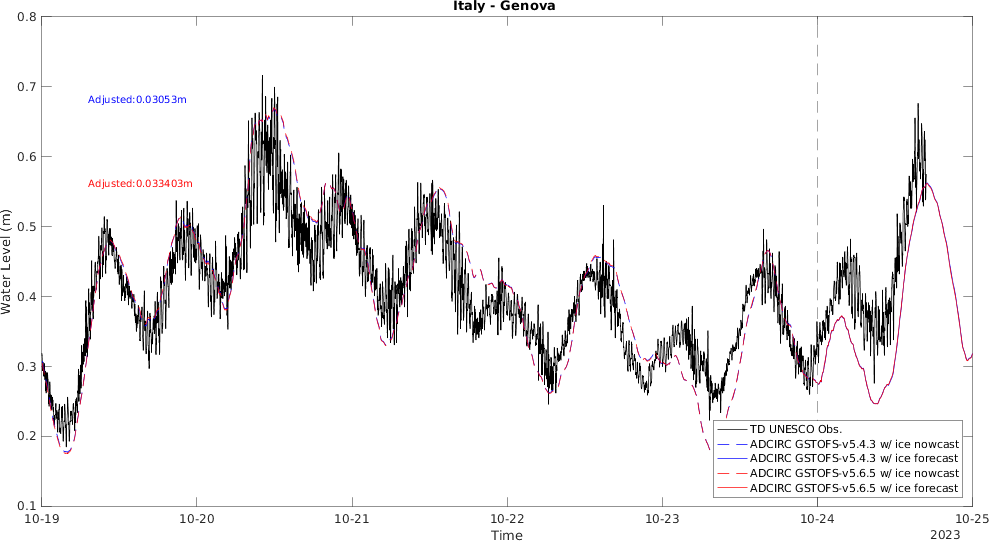 Italy - Genova
0.8
0.7
0.6
0.5
0.4
0.3
0.2
0.1
Water Level (m)
Adjusted:0.03053m
Adjusted:0.033403m
TD UNESCO Obs.
ADCIRC GSTOFS-v5.4.3 w/ ice nowcast
ADCIRC GSTOFS-v5.4.3 w/ ice forecast
ADCIRC GSTOFS-v5.6.5 w/ ice nowcast
ADCIRC GSTOFS-v5.6.5 w/ ice forecast
10-19 10-20 10-21 10-22 10-23 10-24 10-25
Time
2023